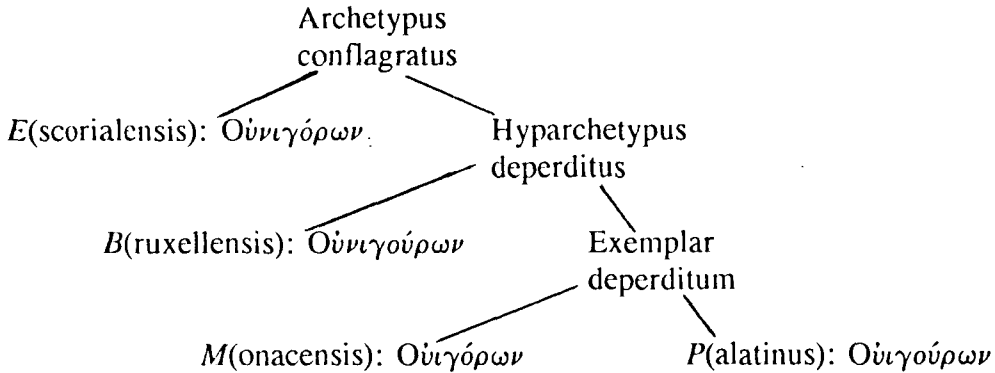 Archetypus
conflagratus
E(scorialensis): Οὐνιγόρων.
Hyparchetypus
deperditus
B(ruxellensis): Οὐνιγούρων
Exemplar
deperditum
M(onacensis): Οὐιγόρων
P(alatinus): Οὐιγούρων